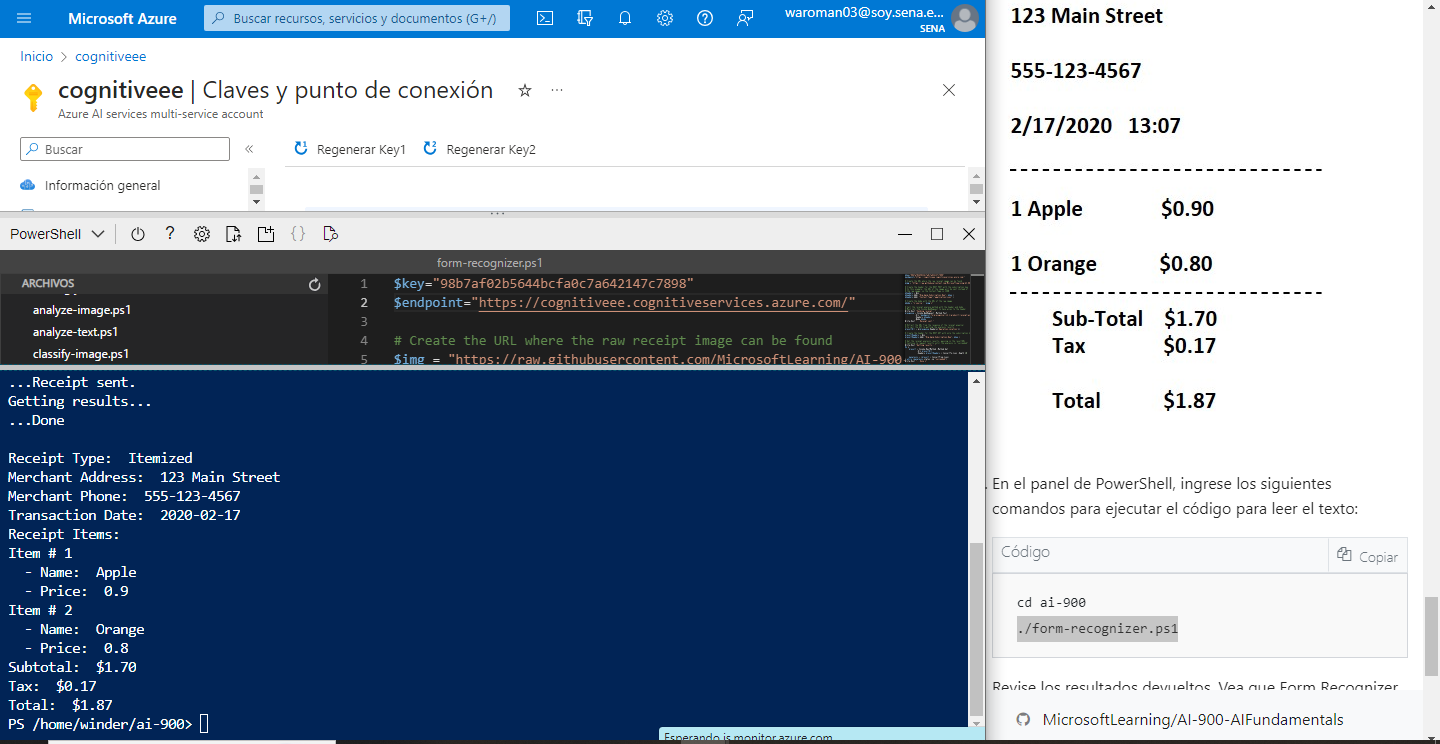 Microsoft Azure
Buscar recursos, servicios y documentos (G+/)
waroman03@soy.sena.e...
SENA
Inicio > cognitiveee
cognitiveee | Claves y punto de conexión
Azure AI services multi-service account
Buscar
Regenerar Key1
Regenerar Key2
Información general
PowerShell
form-recognizer.ps1
ARCHIVOS
analyze-image.ps1
analyze-text.ps1
classify-image.ps1
1 $key="98b7af02b5644bcfa0c7a642147c7898"
2 $endpoint="https://cognitiveee.cognitiveservices.azure.com/"
3
4 # Create the URL where the raw receipt image can be found
5 $img = "https://raw.githubusercontent.com/MicrosoftLearning/AI-900
...Receipt sent.
Getting results...
...Done
Receipt Type:  Itemized
Merchant Address:  123 Main Street
Merchant Phone:  555-123-4567
Transaction Date:  2020-02-17
Receipt Items:
Item # 1
- Name:  Apple
- Price:  0.9
Item # 2
- Name:  Orange
- Price:  0.8
Subtotal:  $1.70
Tax:  $0.17
Total:  $1.87
PS /home/winder/ai-900>
Esperando js.monitor.azure.com
123 Main Street
555-123-4567
2/17/2020 13:07
1 Apple $0.90
1 Orange $0.80
Sub-Total $1.70
Tax $0.17
Total $1.87
. En el panel de PowerShell, ingrese los siguientes
comandos para ejecutar el código para leer el texto:
Código
Copiar
cd ai-900
./form-recognizer.ps1
Revise los resultados devueltos. Vea que Form Recognizer
MicrosoftLearning/AI-900-AIFundamentals